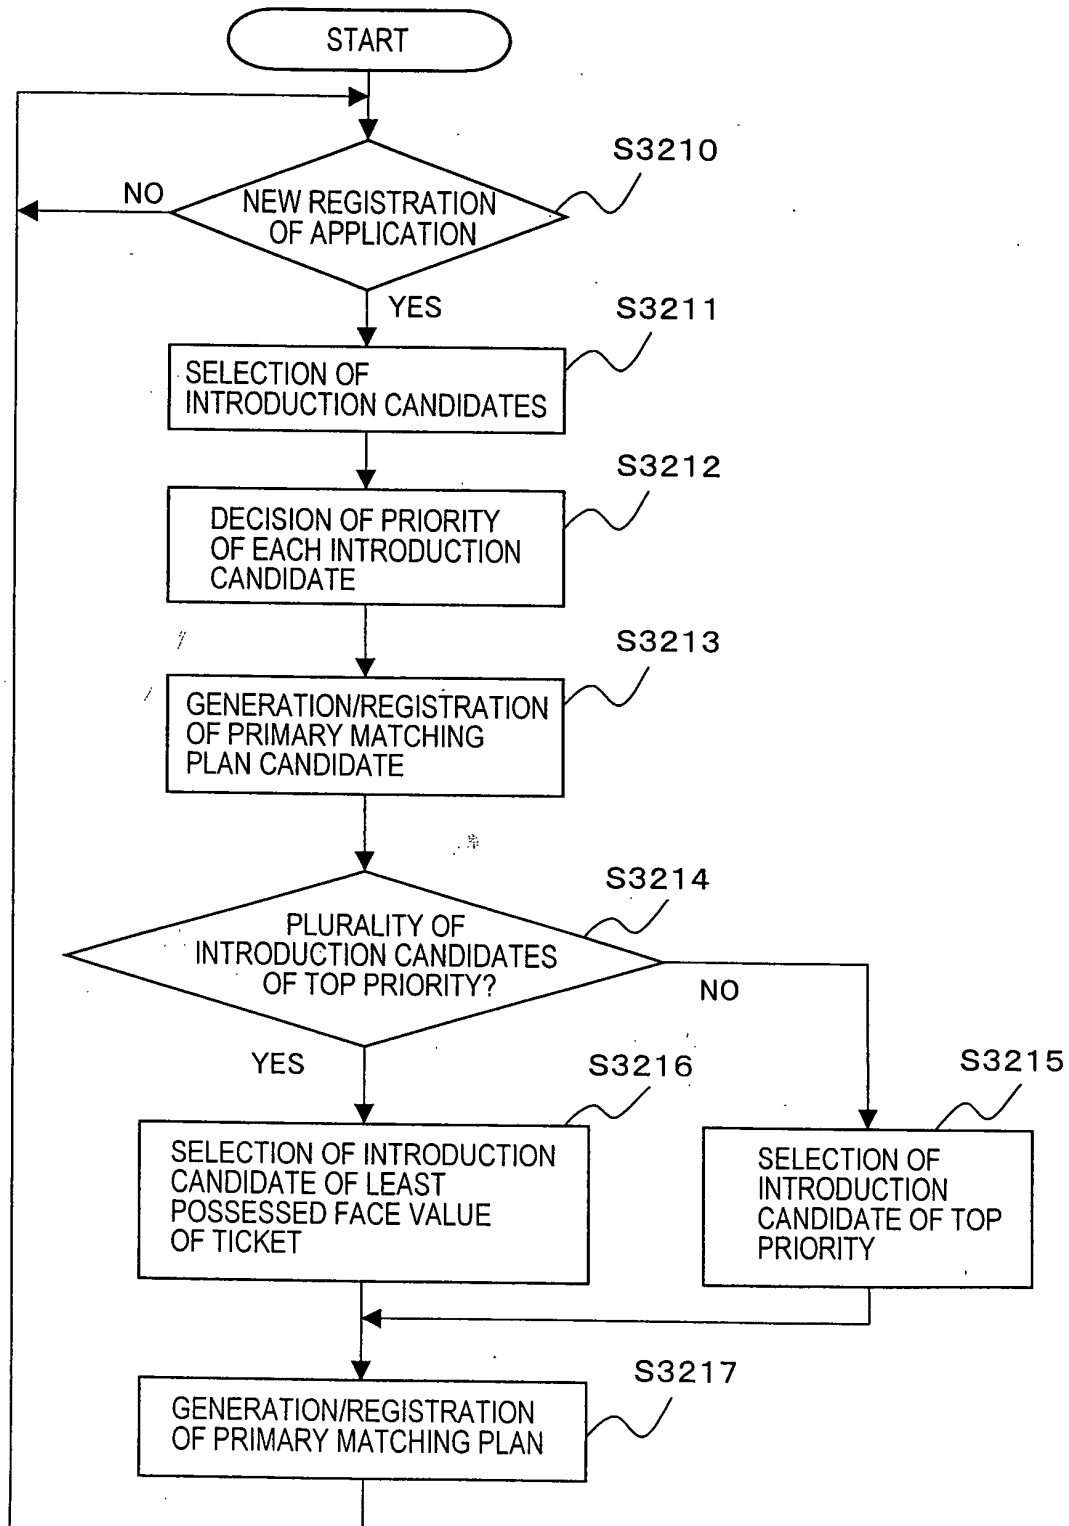 START
S3210
NO
NEW REGISTRATION
OF APPLICATION
YES
S3211
SELECTION OF
INTRODUCTION CANDIDATES
S3212
DECISION OF PRIORITY
OF EACH INTRODUCTION
CANDIDATE
S3213
GENERATION/REGISTRATION
OF PRIMARY MATCHING
PLAN CANDIDATE
S3214
PLURALITY OF
INTRODUCTION CANDIDATES
OF TOP PRIORITY?
NO
YES
S3216
S3215
SELECTION OF INTRODUCTION
CANDIDATE OF LEAST
POSSESSED FACE VALUE
OF TICKET
SELECTION OF
INTRODUCTION
CANDIDATE OF TOP
PRIORITY
S3217
GENERATION/REGISTRATION
OF PRIMARY MATCHING PLAN